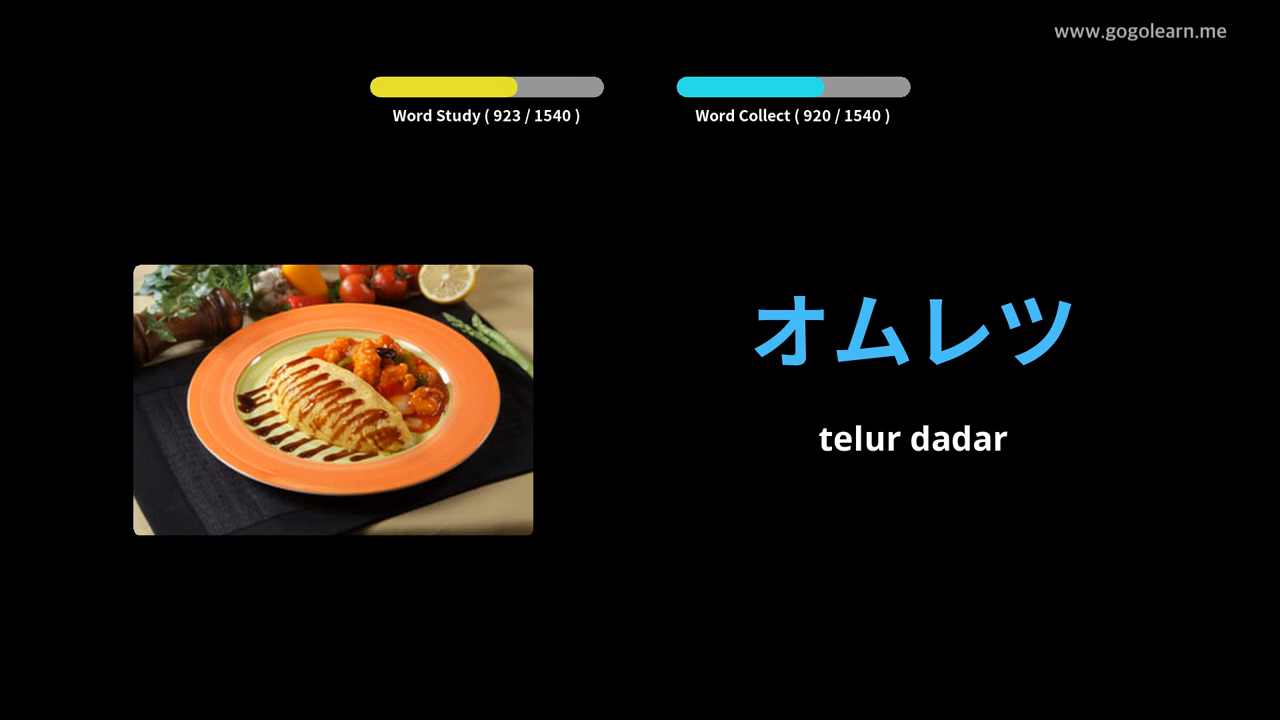 www.gogolearn.me
Word Study ( 923 / 1540 )
Word Collect ( 920 / 1540 )
オムレツ
telur dadar